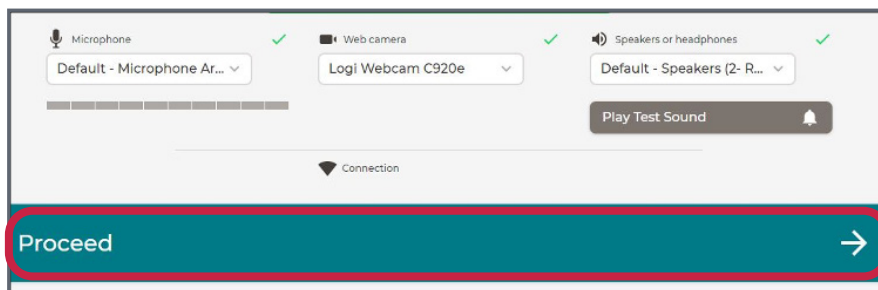 Microphone
Default - Microphone Ar...
Web camera
Logi Webcam C920e
Speakers or headphones
Default - Speakers (2- R...
Play Test Sound
Connection
Proceed